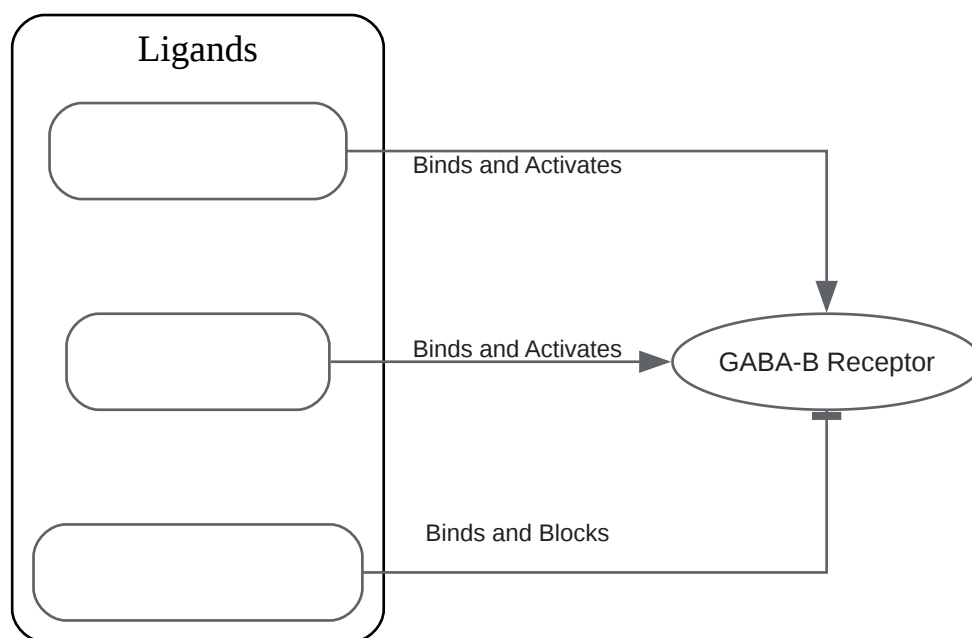 Ligands
Binds and Activates
Binds and Activates
GABA-B Receptor
Binds and Blocks